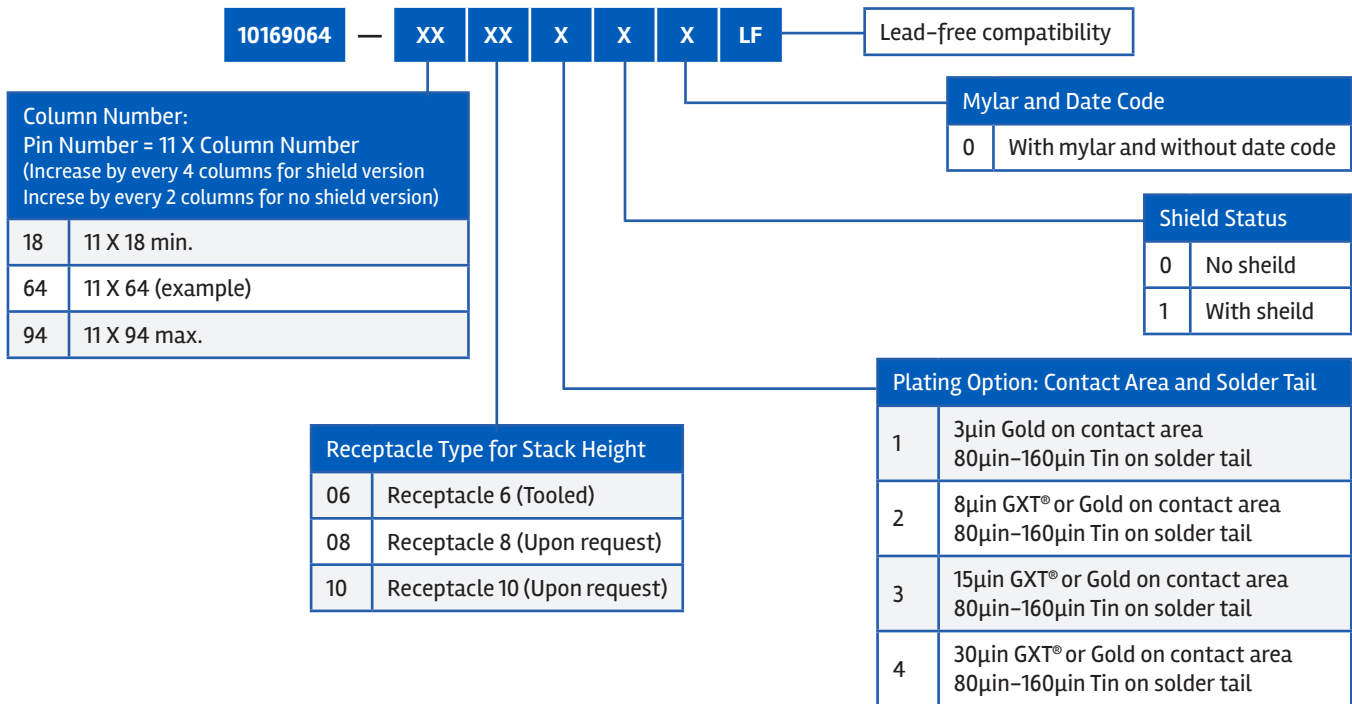 10169064 — XX XX X X X LF
Lead-free compatibility
Column Number:
Pin Number = 11 X Column Number
(Increase by every 4 columns for shield version
Increse by every 2 columns for no shield version)
18 11 X 18 min.
64 11 X 64 (example)
94 11 X 94 max.
Mylar and Date Code
0 With mylar and without date code
Shield Status
0 No sheild
1 With sheild
Receptacle Type for Stack Height
06 Receptacle 6 (Tooled)
08 Receptacle 8 (Upon request)
10 Receptacle 10 (Upon request)
Plating Option: Contact Area and Solder Tail
1 3µin Gold on contact area
80µin–160µin Tin on solder tail
2 8µin GXT® or Gold on contact area
80µin–160µin Tin on solder tail
3 15µin GXT® or Gold on contact area
80µin–160µin Tin on solder tail
4 30µin GXT® or Gold on contact area
80µin–160µin Tin on solder tail